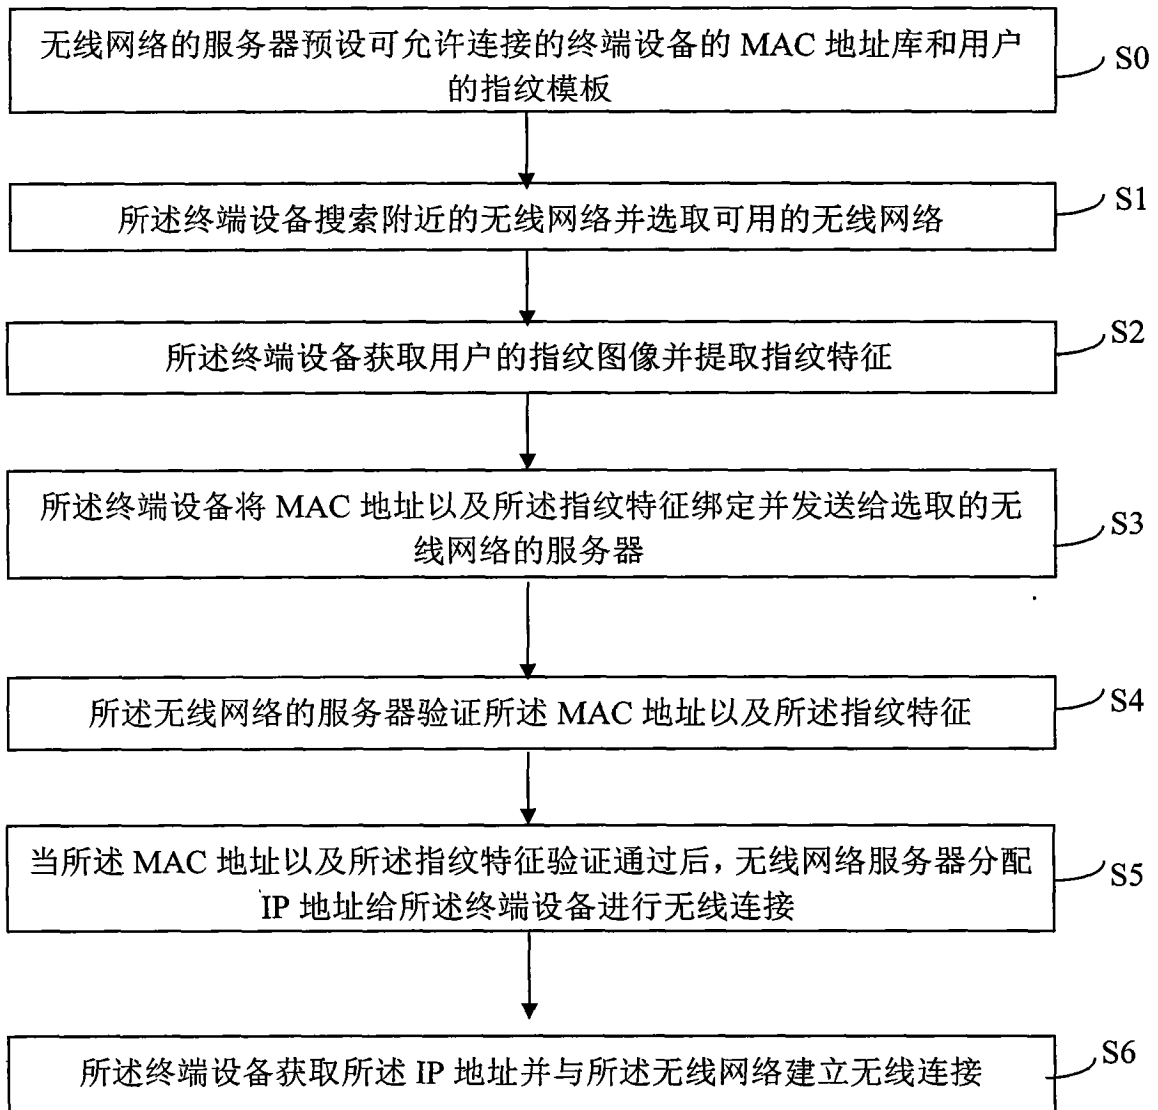 无线网络的服务器预设可允许连接的终端设备的 MAC 地址库和用户
的指纹模板
S0
所述终端设备搜索附近的无线网络并选取可用的无线网络
S1
所述终端设备获取用户的指纹图像并提取指纹特征
S2
所述终端设备将 MAC 地址以及所述指纹特征绑定并发送给选取的无
线网络的服务器
S3
所述无线网络的服务器验证所述 MAC 地址以及所述指纹特征
S4
当所述 MAC 地址以及所述指纹特征验证通过后，无线网络服务器分配
IP 地址给所述终端设备进行无线连接
S5
所述终端设备获取所述 IP 地址并与所述无线网络建立无线连接
S6